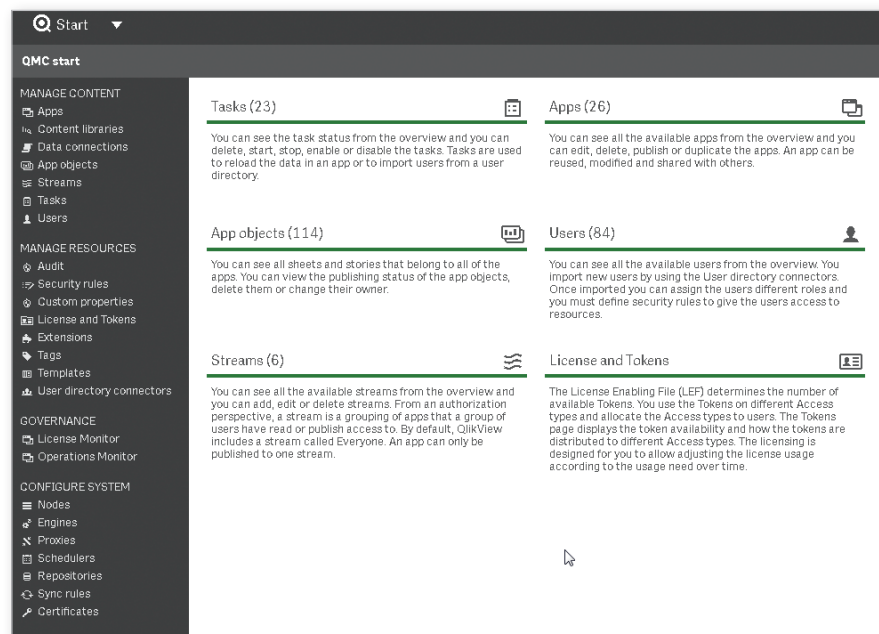 Start
QMC start
MANAGE CONTENT
Apps
Content libraries
Data connections
App objects
Streams
Tasks
Users
MANAGE RESOURCES
Audit
Security rules
Custom properties
License and Tokens
Extensions
Tags
Templates
User directory connectors
GOVERNANCE
License Monitor
Operations Monitor
CONFIGURE SYSTEM
Nodes
Engines
Proxies
Schedulers
Repositories
Sync rules
Certificates
Tasks (23)
You can see the task status from the overview and you can
delete, start, stop, enable or disable the tasks. Tasks are used
to reload the data in an app or to import users from a user
directory.
Apps (26)
You can see all the available apps from the overview and you
can edit, delete, publish or duplicate the apps. An app can be
reused, modified and shared with others.
App objects (114)
You can see all sheets and stories that belong to all of the
apps. You can view the publishing status of the app objects,
delete them or change their owner.
Users (84)
You can see all the available users from the overview. You
import new users by using the User directory connectors.
Once imported you can assign the users different roles and
you must define security rules to give the users access to
resources.
Streams (6)
You can see all the available streams from the overview and
you can add, edit or delete streams. From an authorization
perspective, a stream is a grouping of apps that a group of
users have read or publish access to. By default, QlikView
includes a stream called Everyone. An app can only be
published to one stream.
License and Tokens
The License Enabling File (LEF) determines the number of
available Tokens. You use the Tokens on different Access
types and allocate the Access types to users. The Tokens
page displays the token availability and how the tokens are
distributed to different Access types. The licensing is
designed for you to allow adjusting the license usage
according to the usage need over time.